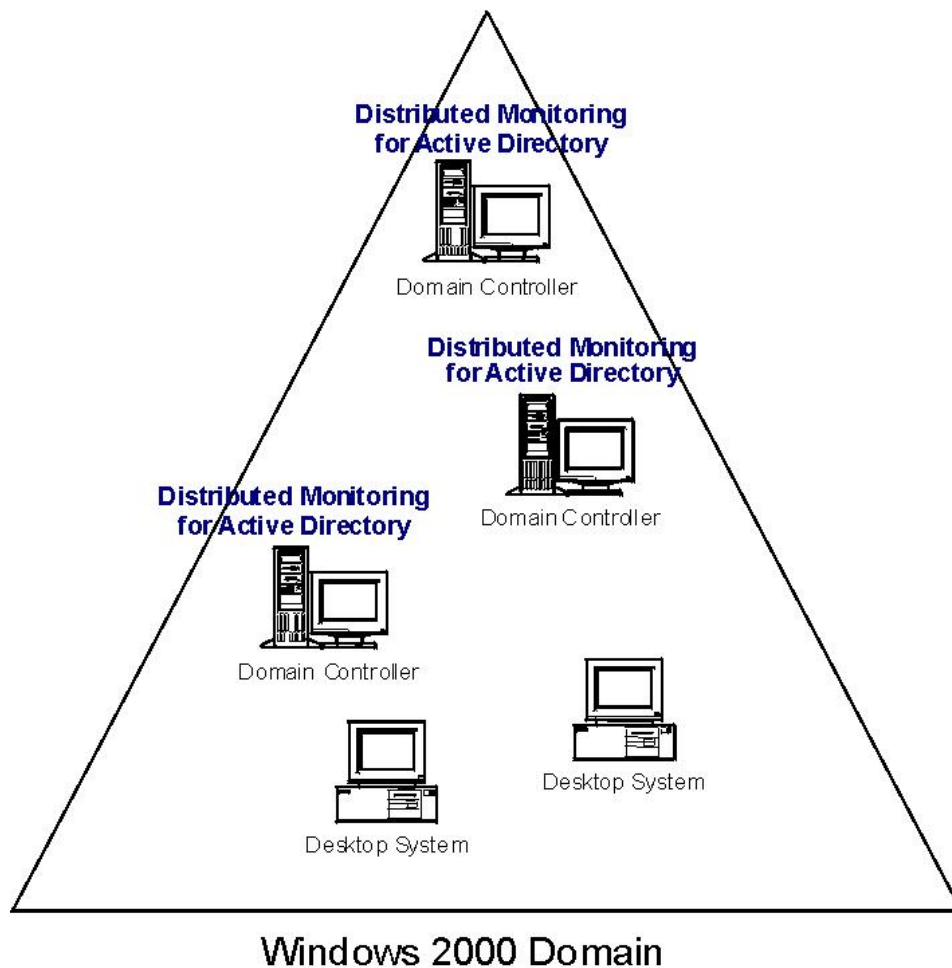 Distributed Monitoring
for Active Directory
Domain Controller
Distributed Monitoring
for Active Directory
Domain Controller
Distributed Monitoring
for Active Directory
Domain Controller
Desktop System
Desktop System
Windows 2000 Domain